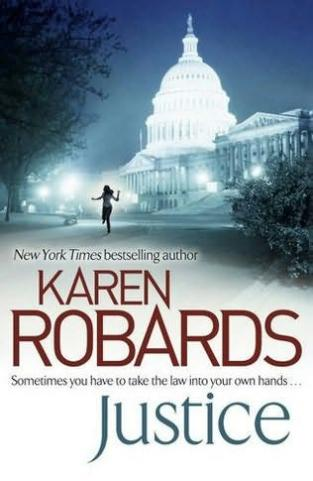 New York Times bestselling author
KAREN
ROBARDS
Sometimes you have to take the law into your own hands . . .
Justice